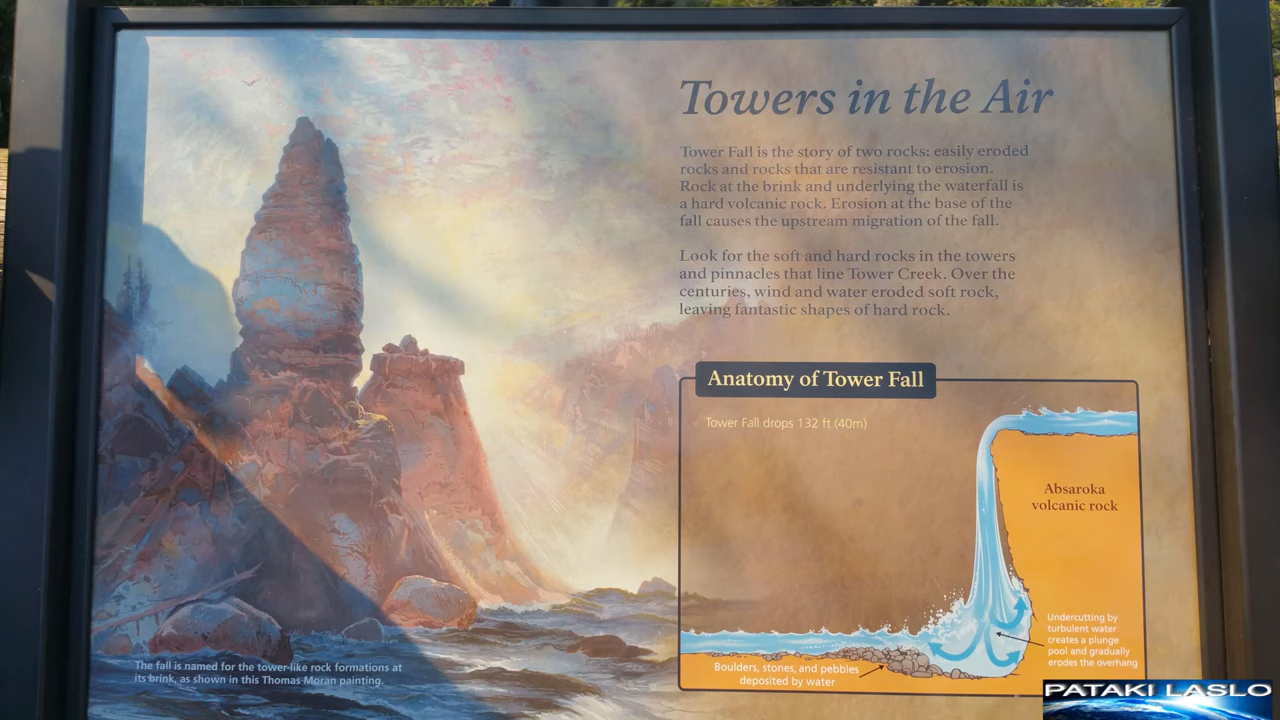 Towers in the Air
Tower Fall is the story of two rocks: easily eroded
rocks and rocks that are resistant to erosion.
Rock at the brink and underlying the waterfall is
a hard volcanic rock. Erosion at the base of the
fall causes the upstream migration of the fall.
Look for the soft and hard rocks in the towers
and pinnacles that line Tower Creek. Over the
centuries, wind and water eroded soft rock,
leaving fantastic shapes of hard rock.
Anatomy of Tower Fall
Tower Fall drops 132 ft (40m)
Absaroka
volcanic rock
Undercutting by
turbulent water
creates a plunge
pool and gradually
erodes the overhang
Boulders, stones, and pebbles
deposited by water
The fall is named for the tower-like rock formations at
its brink, as shown in this Thomas Moran painting.
PATAKI LASLO